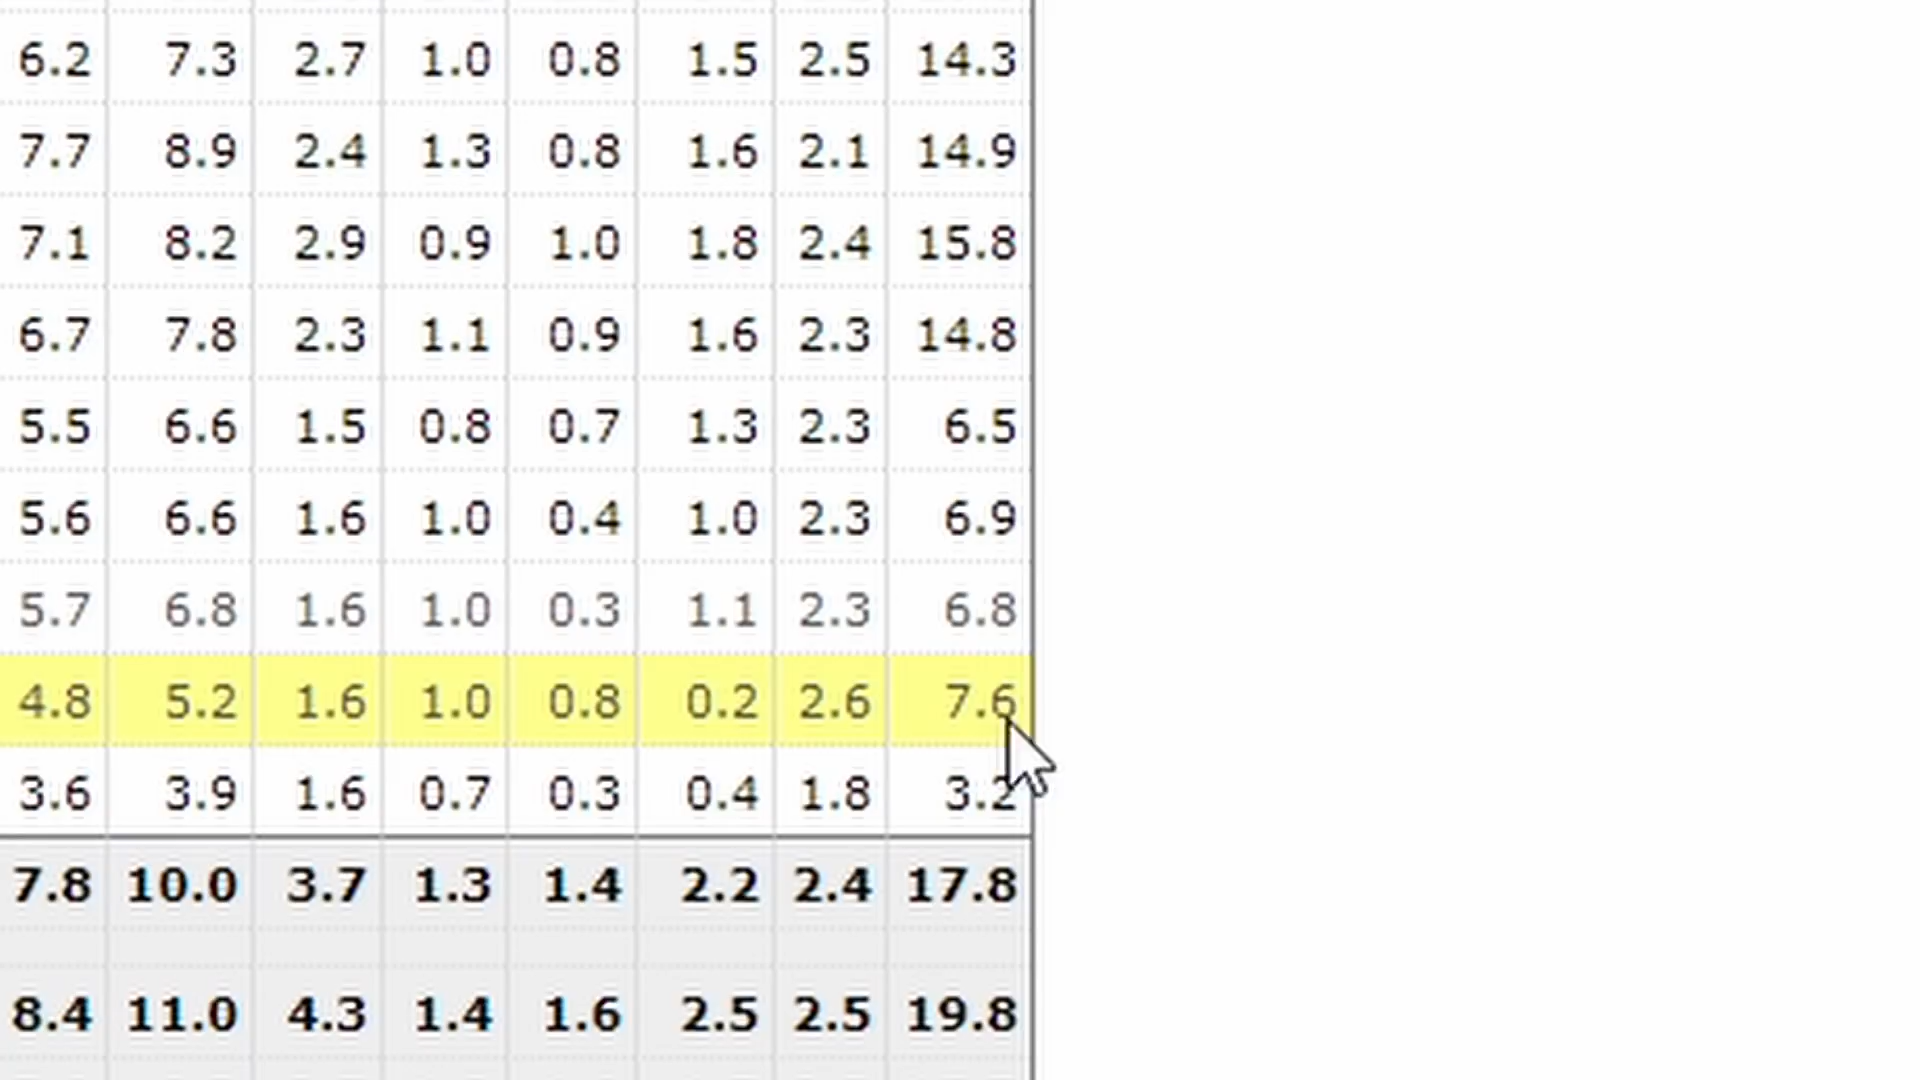 6.2 7.3 2.7 1.0 0.8 1.5 2.5 14.3
7.7 8.9 2.4 1.3 0.8 1.6 2.1 14.9
7.1 8.2 2.9 0.9 1.0 1.8 2.4 15.8
6.7 7.8 2.3 1.1 0.9 1.6 2.3 14.8
5.5 6.6 1.5 0.8 0.7 1.3 2.3 6.5
5.6 6.6 1.6 1.0 0.4 1.0 2.3 6.9
5.7 6.8 1.6 1.0 0.3 1.1 2.3 6.8
4.8 5.2 1.6 1.0 0.8 0.2 2.6 7.6
3.6 3.9 1.6 0.7 0.3 0.4 1.8 3.2
7.8 10.0 3.7 1.3 1.4 2.2 2.4 17.8
8.4 11.0 4.3 1.4 1.6 2.5 2.5 19.8